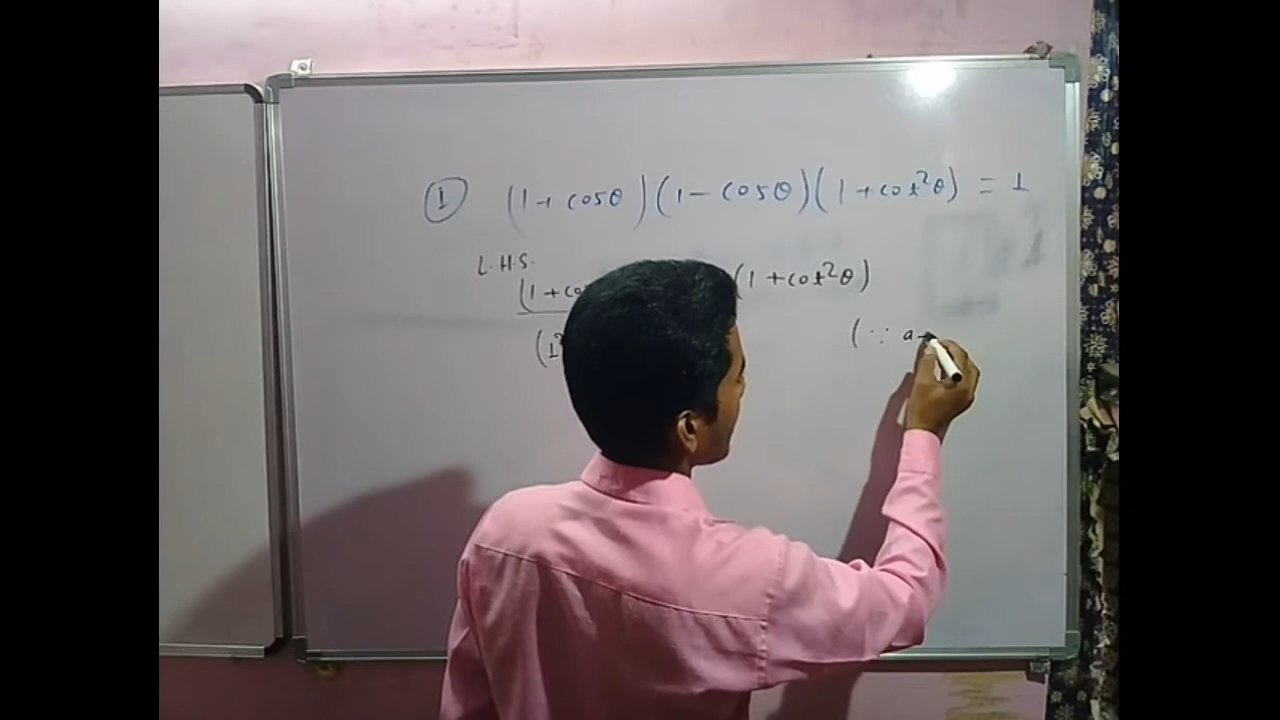 ① (1+cosθ)(1-cosθ)(1+cot²θ) = 1
L.H.S.
(1+co (1+cot²θ)
(1² (∵ a